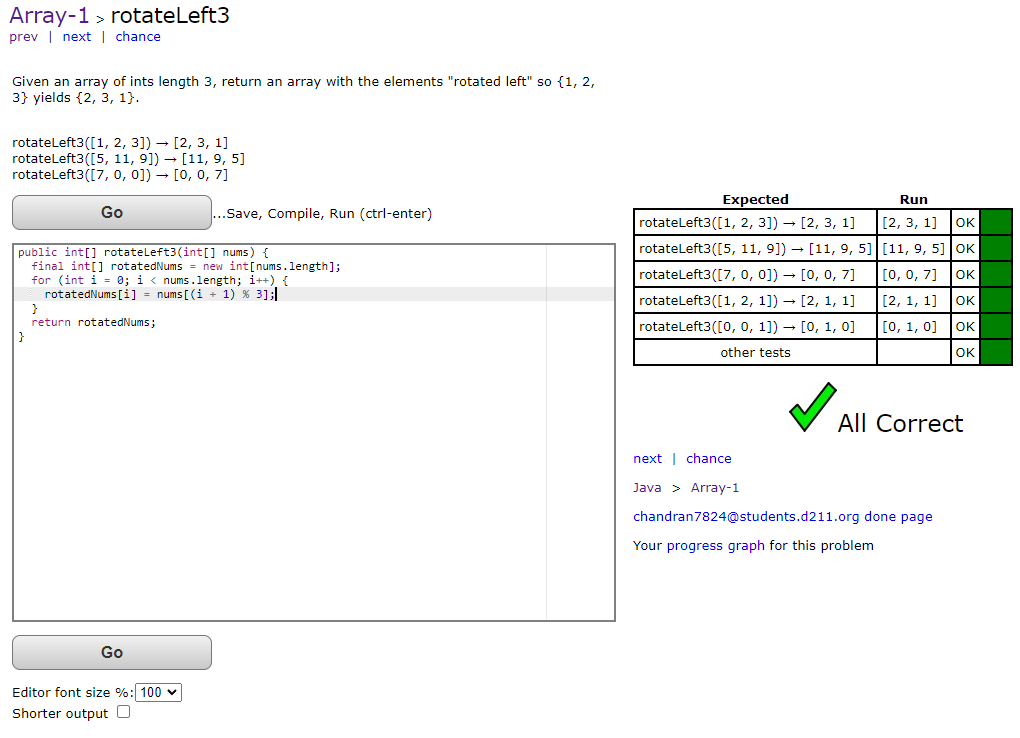 Array-1 > rotateLeft3
prev | next | chance
Given an array of ints length 3, return an array with the elements "rotated left" so {1, 2,
3} yields {2, 3, 1}.
rotateLeft3([1, 2, 3]) → [2, 3, 1]
rotateLeft3([5, 11, 9]) → [11, 9, 5]
rotateLeft3([7, 0, 0]) → [0, 0, 7]
Go ...Save, Compile, Run (ctrl-enter)
public int[] rotateLeft3(int[] nums) {
  final int[] rotatedNums = new int[nums.length];
  for (int i = 0; i < nums.length; i++) {
    rotatedNums[i] = nums[(i + 1) % 3];
  }
  return rotatedNums;
}
Go
Editor font size %: 100
Shorter output
Expected Run
rotateLeft3([1, 2, 3]) → [2, 3, 1] [2, 3, 1] OK
rotateLeft3([5, 11, 9]) → [11, 9, 5] [11, 9, 5] OK
rotateLeft3([7, 0, 0]) → [0, 0, 7] [0, 0, 7] OK
rotateLeft3([1, 2, 1]) → [2, 1, 1] [2, 1, 1] OK
rotateLeft3([0, 0, 1]) → [0, 1, 0] [0, 1, 0] OK
other tests OK
All Correct
next | chance
Java > Array-1
chandran7824@students.d211.org done page
Your progress graph for this problem